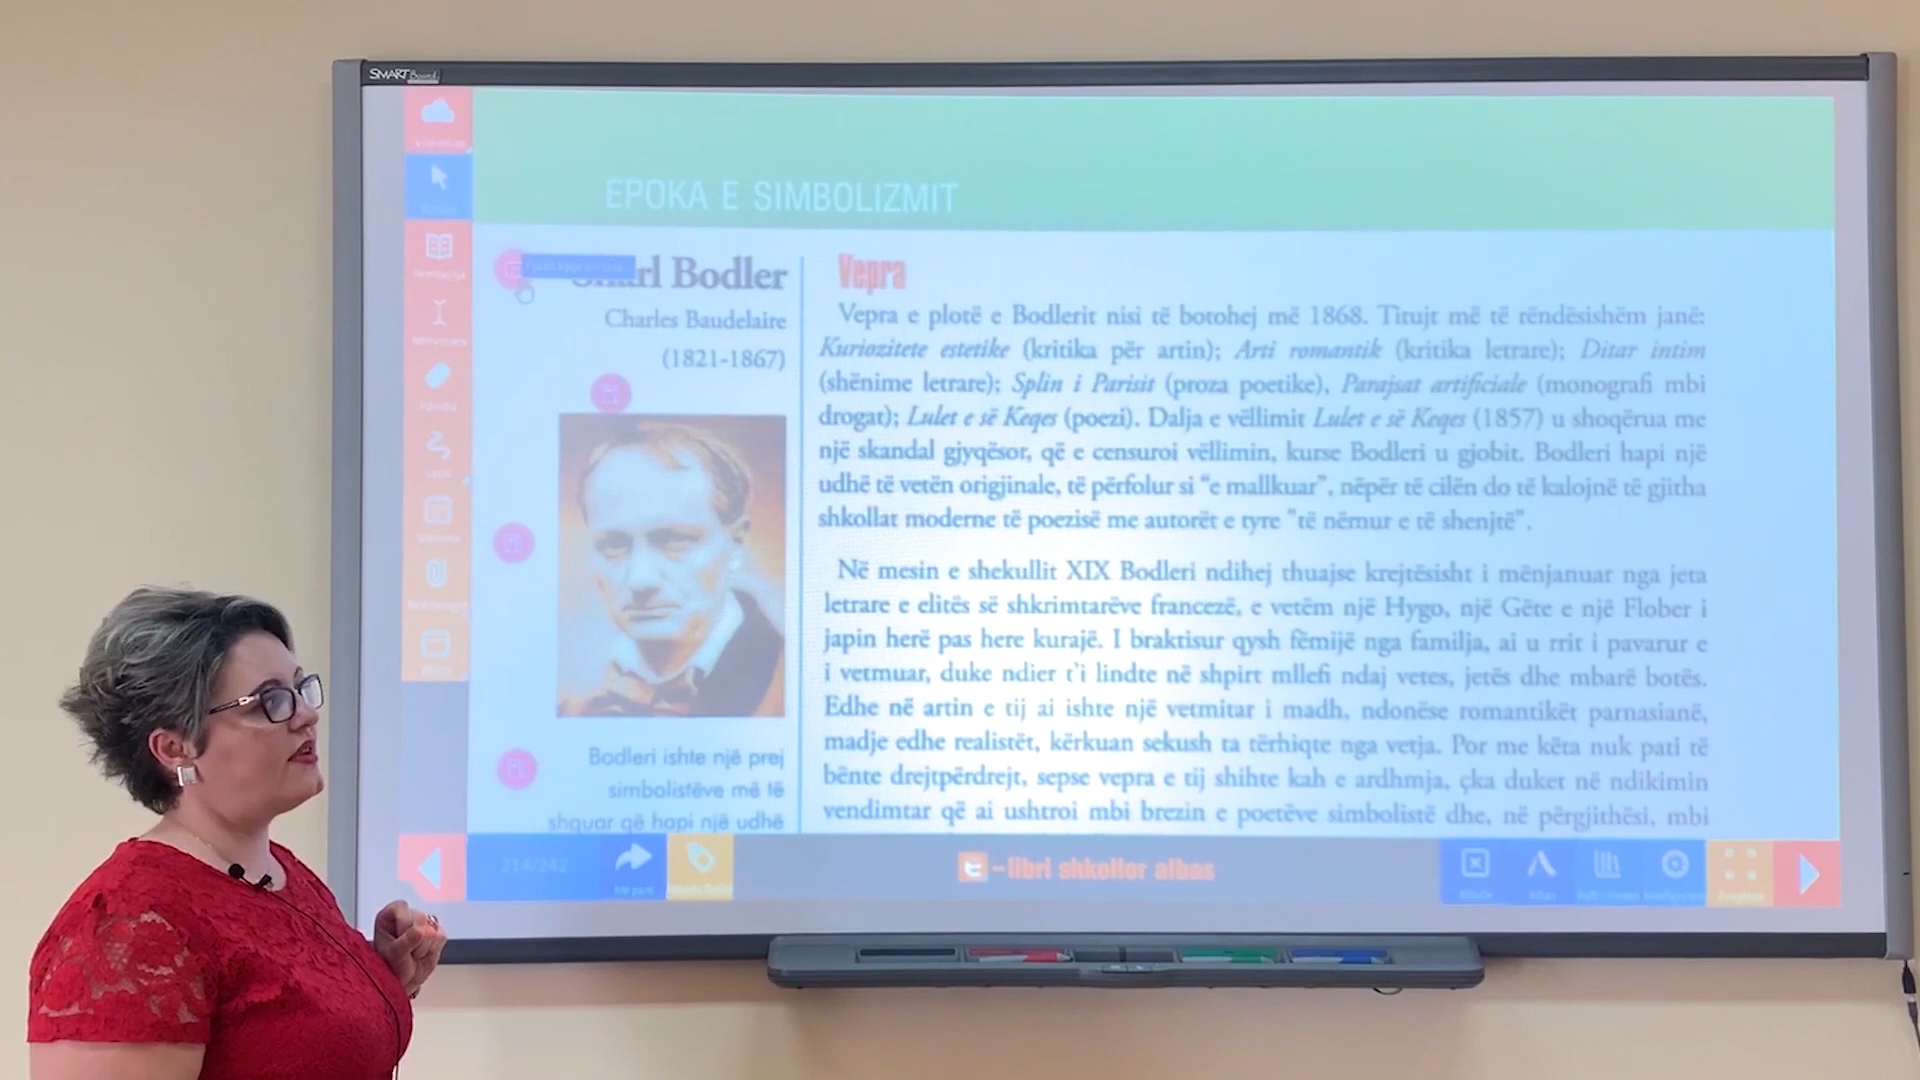 SMART Board
EPOKA E SIMBOLIZMIT
rl Bodler
Charles Baudelaire
(1821-1867)
Bodleri ishte një prej
simbolistëve më të
shquar që hapi një udhë
Vepra
Vepra e plotë e Bodlerit nisi të botohej më 1868. Titujt më të rëndësishëm janë:
Kuriozitete estetike (kritika për artin); Arti romantik (kritika letrare); Ditar intim
(shënime letrare); Splin i Parisit (proza poetike), Parajsat artificiale (monografi mbi
drogat); Lulet e së Keqes (poezi). Dalja e vëllimit Lulet e së Keqes (1857) u shoqërua me
një skandal gjyqësor, që e censuroi vëllimin, kurse Bodleri u gjobit. Bodleri hapi një
udhë të vetën origjinale, të përfolur si “e mallkuar”, nëpër të cilën do të kalojnë të gjitha
shkollat moderne të poezisë me autorët e tyre "të nëmur e të shenjtë".
Në mesin e shekullit XIX Bodleri ndihej thuajse krejtësisht i mënjanuar nga jeta
letrare e elitës së shkrimtarëve francezë, e vetëm një Hygo, një Gëte e një Flober i
japin herë pas here kurajë. I braktisur qysh fëmijë nga familja, ai u rrit i pavarur e
i vetmuar, duke ndier t'i lindte në shpirt mllefi ndaj vetes, jetës dhe mbarë botës.
Edhe në artin e tij ai ishte një vetmitar i madh, ndonëse romantikët parnasianë,
madje edhe realistët, kërkuan sekush ta tërhiqte nga vetja. Por me këta nuk pati të
bënte drejtpërdrejt, sepse vepra e tij shihte kah e ardhmja, çka duket në ndikimin
vendimtar që ai ushtroi mbi brezin e poetëve simbolistë dhe, në përgjithësi, mbi
214/242
t –libri shkollor albas